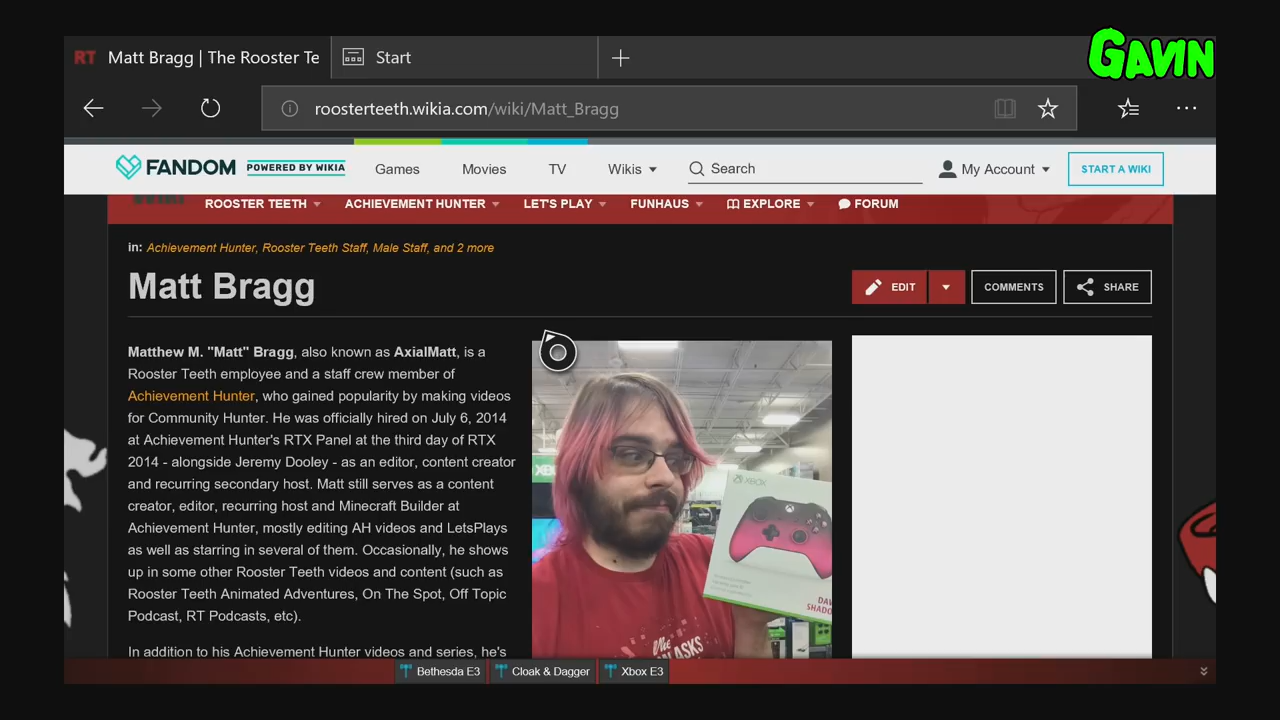 GAVIN
RT Matt Bragg | The Rooster Te
Start
roosterteeth.wikia.com/wiki/Matt_Bragg
FANDOM POWERED BY WIKIA Games Movies TV Wikis Search My Account START A WIKI
ROOSTER TEETH ACHIEVEMENT HUNTER LET'S PLAY FUNHAUS EXPLORE FORUM
in: Achievement Hunter, Rooster Teeth Staff, Male Staff, and 2 more
Matt Bragg
EDIT COMMENTS SHARE
Matthew M. "Matt" Bragg, also known as AxialMatt, is a
Rooster Teeth employee and a staff crew member of
Achievement Hunter, who gained popularity by making videos
for Community Hunter. He was officially hired on July 6, 2014
at Achievement Hunter's RTX Panel at the third day of RTX
2014 - alongside Jeremy Dooley - as an editor, content creator
and recurring secondary host. Matt still serves as a content
creator, editor, recurring host and Minecraft Builder at
Achievement Hunter, mostly editing AH videos and LetsPlays
as well as starring in several of them. Occasionally, he shows
up in some other Rooster Teeth videos and content (such as
Rooster Teeth Animated Adventures, On The Spot, Off Topic
Podcast, RT Podcasts, etc).
In addition to his Achievement Hunter videos and series, he's
XBOX
The
Bethesda E3 Cloak & Dagger Xbox E3